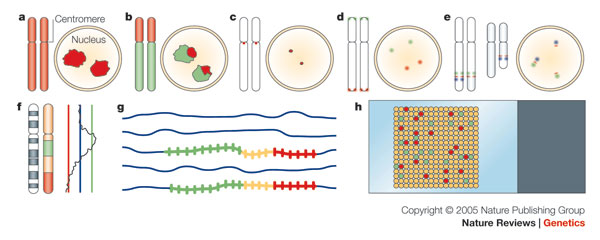 a
Centromere
Nucleus
b
c
d
e
f
g
h
Copyright © 2005 Nature Publishing Group
Nature Reviews | Genetics